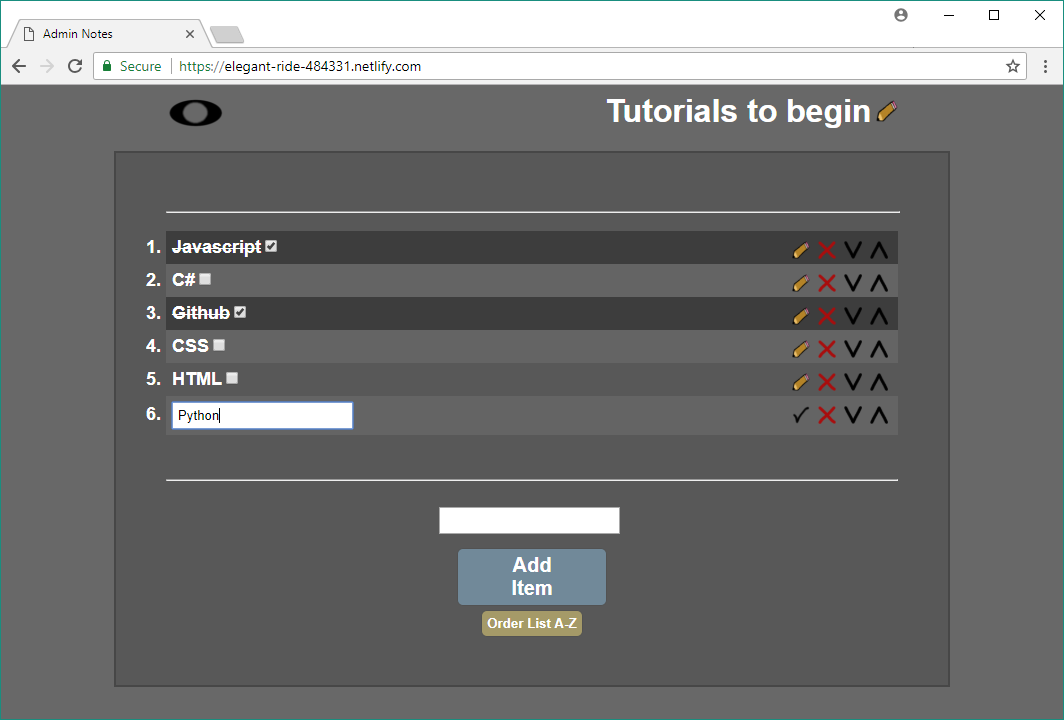 Admin Notes
Secure https://elegant-ride-484331.netlify.com
Tutorials to begin
1. Javascript
2. C#
3. Github
4. CSS
5. HTML
6. Python
Add
Item
Order List A-Z